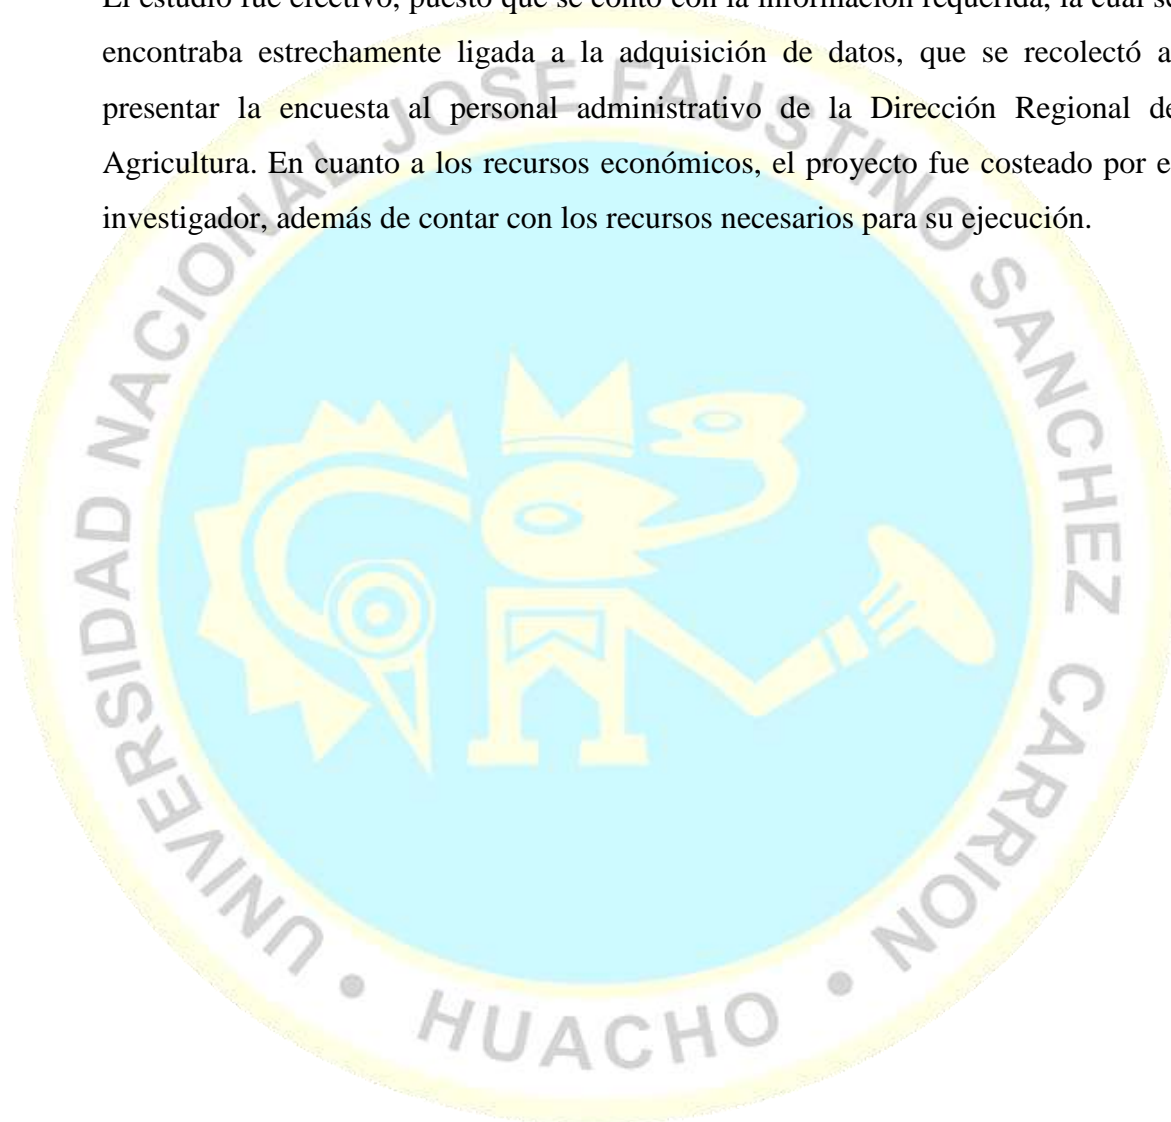 El estudio fue efectivo, puesto que se contó con la información requerida, la cual se
encontraba estrechamente ligada a la adquisición de datos, que se recolectó a
presentar la encuesta al personal administrativo de la Dirección Regional de
Agricultura. En cuanto a los recursos económicos, el proyecto fue costeado por e
investigador, además de contar con los recursos necesarios para su ejecución.
UNIVERSIDAD NACIONAL JOSE FAUSTINO SANCHEZ CARRION
• HUACHO •